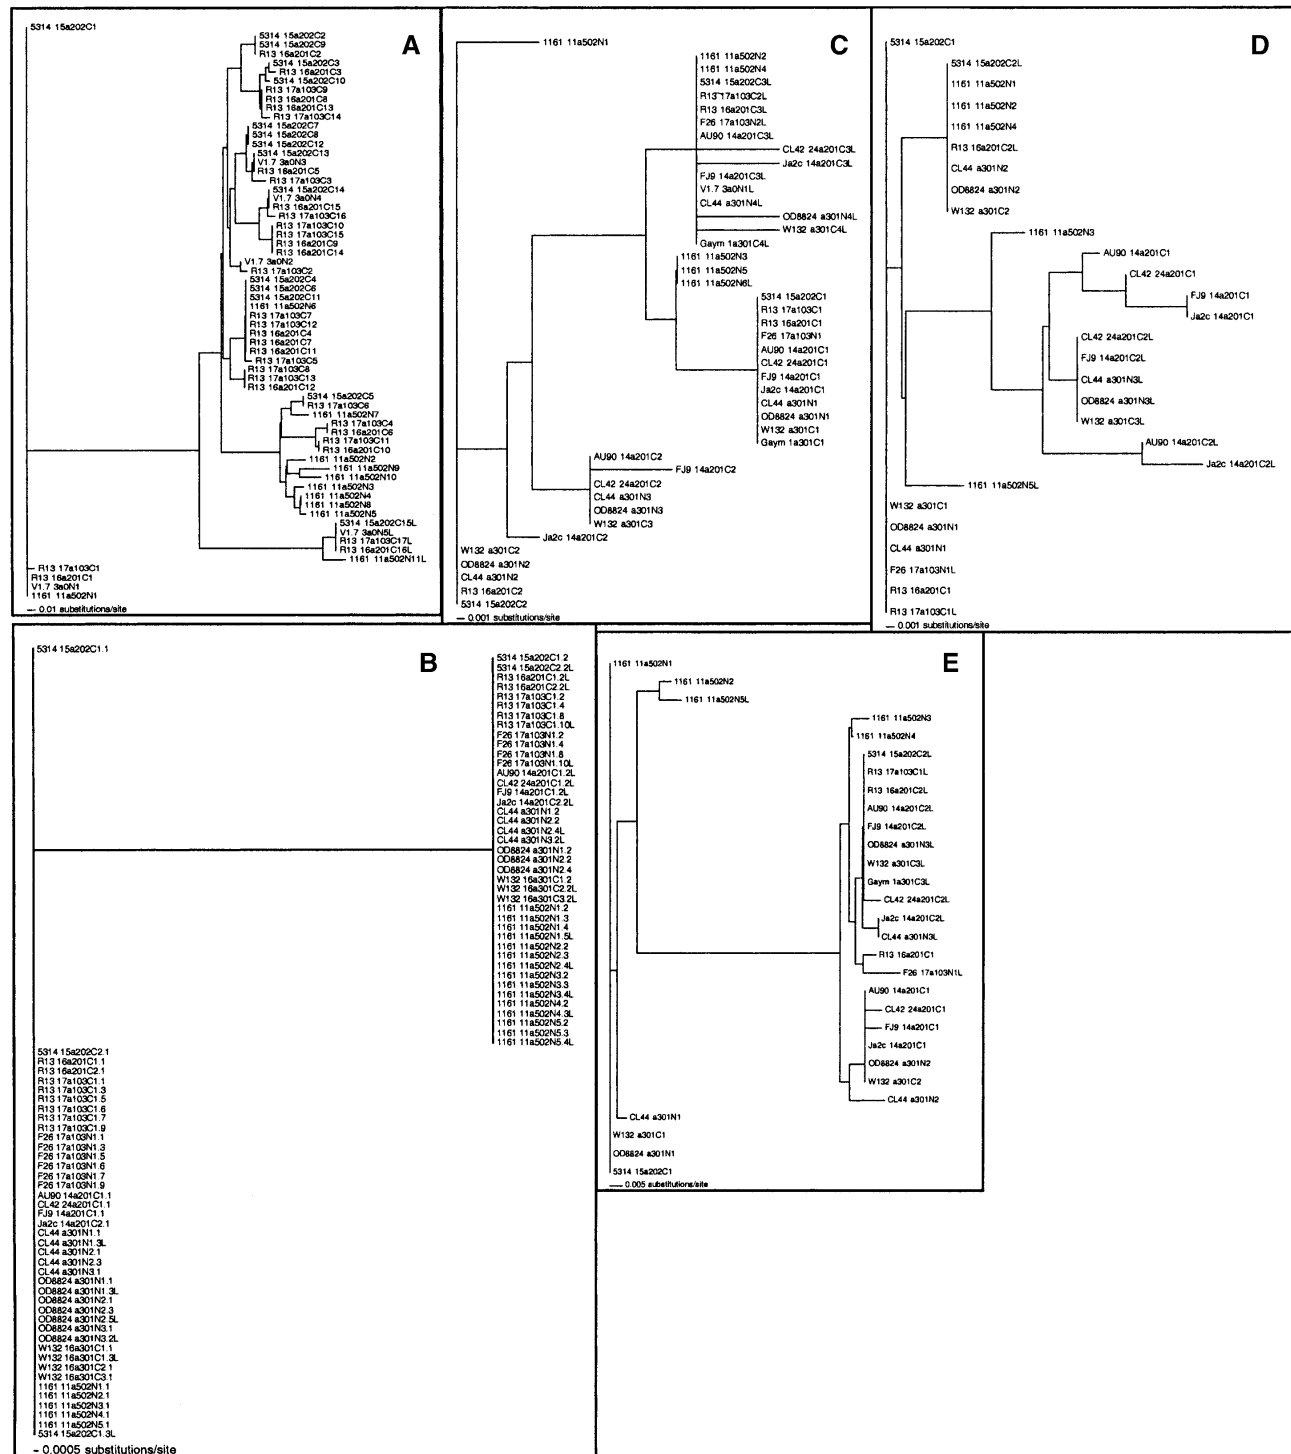 A
5314 15a202C1
5314 15a202C2
5314 15a202C9
R13 16a201C2
5314 15a202C3
R13 16a201C3
5314 15a202C10
R13 17a103C9
R13 16a201C8
R13 16a201C13
R13 17a103C14
5314 15a202C7
5314 15a202C8
5314 15a202C12
5314 15a202C13
V1.7 3a0N3
R13 16a201C5
R13 17a103C3
5314 15a202C14
V1.7 3a0N4
R13 16a201C15
R13 17a103C16
R13 17a103C10
R13 17a103C15
R13 16a201C9
R13 16a201C14
V1.7 3a0N2
R13 17a103C2
5314 15a202C4
5314 15a202C6
5314 15a202C11
1161 11a502N6
R13 17a103C7
R13 17a103C12
R13 16a201C4
R13 16a201C7
R13 16a201C11
R13 17a103C5
R13 17a103C8
R13 17a103C13
R13 16a201C12
5314 15a202C5
R13 17a103C6
1161 11a502N7
R13 17a103C4
R13 16a201C6
R13 17a103C11
R13 16a201C10
1161 11a502N2
1161 11a502N9
1161 11a502N10
1161 11a502N3
1161 11a502N4
1161 11a502N8
1161 11a502N5
5314 15a202C15L
V1.7 3a0N5L
R13 17a103C17L
R13 16a201C16L
1161 11a502N11L
R13 17a103C1
R13 16a201C1
V1.7 3a0N1
1161 11a502N1
0.01 substitutions/site
C
1161 11a502N1
1161 11a502N2
1161 11a502N4
5314 15a202C3L
R13 17a103C2L
R13 16a201C3L
F26 17a103N2L
AU90 14a201C3L
CL42 24a201C3L
Ja2c 14a201C3L
FJ9 14a201C3L
V1.7 3a0N1L
CL44 a301N4L
OD8824 a301N4L
W132 a301C4L
Gaym 1a301C4L
1161 11a502N3
1161 11a502N5
1161 11a502N6L
5314 15a202C1
R13 17a103C1
R13 16a201C1
F26 17a103N1
AU90 14a201C1
CL42 24a201C1
FJ9 14a201C1
Ja2c 14a201C1
CL44 a301N1
OD8824 a301N1
W132 a301C1
Gaym 1a301C1
AU90 14a201C2
FJ9 14a201C2
CL42 24a201C2
CL44 a301N3
OD8824 a301N3
W132 a301C3
Ja2c 14a201C2
W132 a301C2
OD8824 a301N2
CL44 a301N2
R13 16a201C2
5314 15a202C2
0.001 substitutions/site
D
5314 15a202C1
5314 15a202C2L
1161 11a502N1
1161 11a502N2
1161 11a502N4
R13 16a201C2L
CL44 a301N2
OD8824 a301N2
W132 a301C2
1161 11a502N3
AU90 14a201C1
CL42 24a201C1
FJ9 14a201C1
Ja2c 14a201C1
CL42 24a201C2L
FJ9 14a201C2L
CL44 a301N3L
OD8824 a301N3L
W132 a301C3L
AU90 14a201C2L
Ja2c 14a201C2L
1161 11a502N5L
W132 a301C1
OD8824 a301N1
CL44 a301N1
F26 17a103N1L
R13 16a201C1
R13 17a103C1L
0.001 substitutions/site
B
5314 15a202C1.1
5314 15a202C1.2
5314 15a202C2.2L
R13 16a201C1.2L
R13 16a201C2.2L
R13 17a103C1.2
R13 17a103C1.4
R13 17a103C1.8
R13 17a103C1.10L
F26 17a103N1.2
F26 17a103N1.4
F26 17a103N1.8
F26 17a103N1.10L
AU90 14a201C1.2L
CL42 24a201C1.2L
FJ9 14a201C1.2L
Ja2c 14a201C2.2L
CL44 a301N1.2
CL44 a301N2.2
CL44 a301N2.4L
CL44 a301N3.2L
OD8824 a301N1.2
OD8824 a301N2.2
OD8824 a301N2.4
W132 16a301C1.2
W132 16a301C2.2L
W132 16a301C3.2L
1161 11a502N1.2
1161 11a502N1.3
1161 11a502N1.4
1161 11a502N1.5L
1161 11a502N2.2
1161 11a502N2.3
1161 11a502N2.4L
1161 11a502N3.2
1161 11a502N3.3
1161 11a502N3.4L
1161 11a502N4.2
1161 11a502N4.3L
1161 11a502N5.2
1161 11a502N5.3
1161 11a502N5.4L
5314 15a202C2.1
R13 16a201C1.1
R13 16a201C2.1
R13 17a103C1.1
R13 17a103C1.3
R13 17a103C1.5
R13 17a103C1.6
R13 17a103C1.7
R13 17a103C1.9
F26 17a103N1.1
F26 17a103N1.3
F26 17a103N1.5
F26 17a103N1.6
F26 17a103N1.7
F26 17a103N1.9
AU90 14a201C1.1
CL42 24a201C1.1
FJ9 14a201C1.1
Ja2c 14a201C2.1
CL44 a301N1.1
CL44 a301N1.3L
CL44 a301N2.1
CL44 a301N2.3
CL44 a301N3.1
OD8824 a301N1.1
OD8824 a301N1.3L
OD8824 a301N2.1
OD8824 a301N2.3
OD8824 a301N2.5L
OD8824 a301N3.1
OD8824 a301N3.2L
W132 16a301C1.1
W132 16a301C1.3L
W132 16a301C2.1
W132 16a301C3.1
1161 11a502N1.1
1161 11a502N2.1
1161 11a502N3.1
1161 11a502N4.1
1161 11a502N5.1
5314 15a202C1.3L
0.0005 substitutions/site
E
1161 11a502N1
1161 11a502N2
1161 11a502N5L
1161 11a502N3
1161 11a502N4
5314 15a202C2L
R13 17a103C1L
R13 16a201C2L
AU90 14a201C2L
FJ9 14a201C2L
OD8824 a301N3L
W132 a301C3L
Gaym 1a301C3L
CL42 24a201C2L
Ja2c 14a201C2L
CL44 a301N3L
R13 16a201C1
F26 17a103N1L
AU90 14a201C1
CL42 24a201C1
FJ9 14a201C1
Ja2c 14a201C1
OD8824 a301N2
W132 a301C2
CL44 a301N2
CL44 a301N1
W132 a301C1
OD8824 a301N1
5314 15a202C1
0.005 substitutions/site